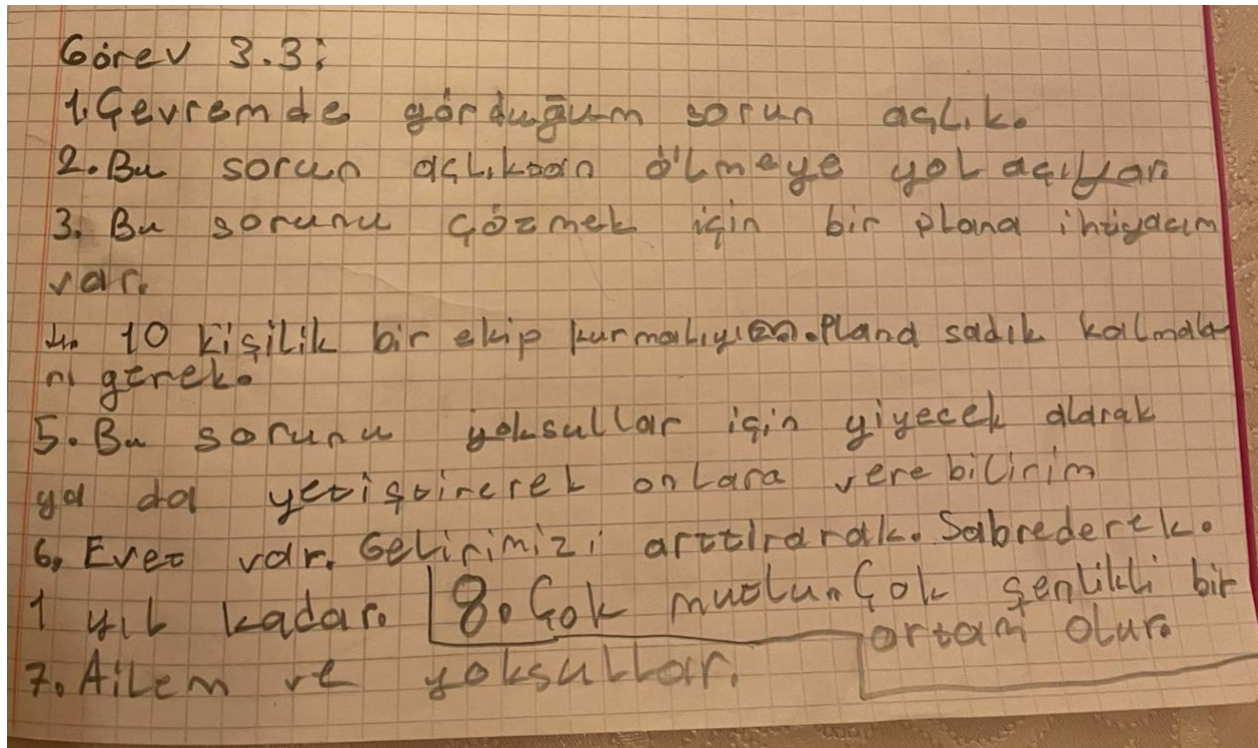 Görev 3.3:
1. Çevremde gördüğüm sorun açlık.
2. Bu sorun açlıktan ölmeye yol açıyor
3. Bu sorunu çözmek için bir plana ihtiyacım
var.
4. 10 kişilik bir ekip kurmalıyım. Plana sadık kalmala
rı gerek.
5. Bu sorunu yoksullar için yiyecek alarak
ya da yetiştirerek onlara verebilirim
6. Evet var. Gelirimizi arttırarak. Sabrederek.
1 yıl kadar.
7. Ailem ve yoksullar.
8. Çok mutlu. Çok şenlikli bir
ortam olur.